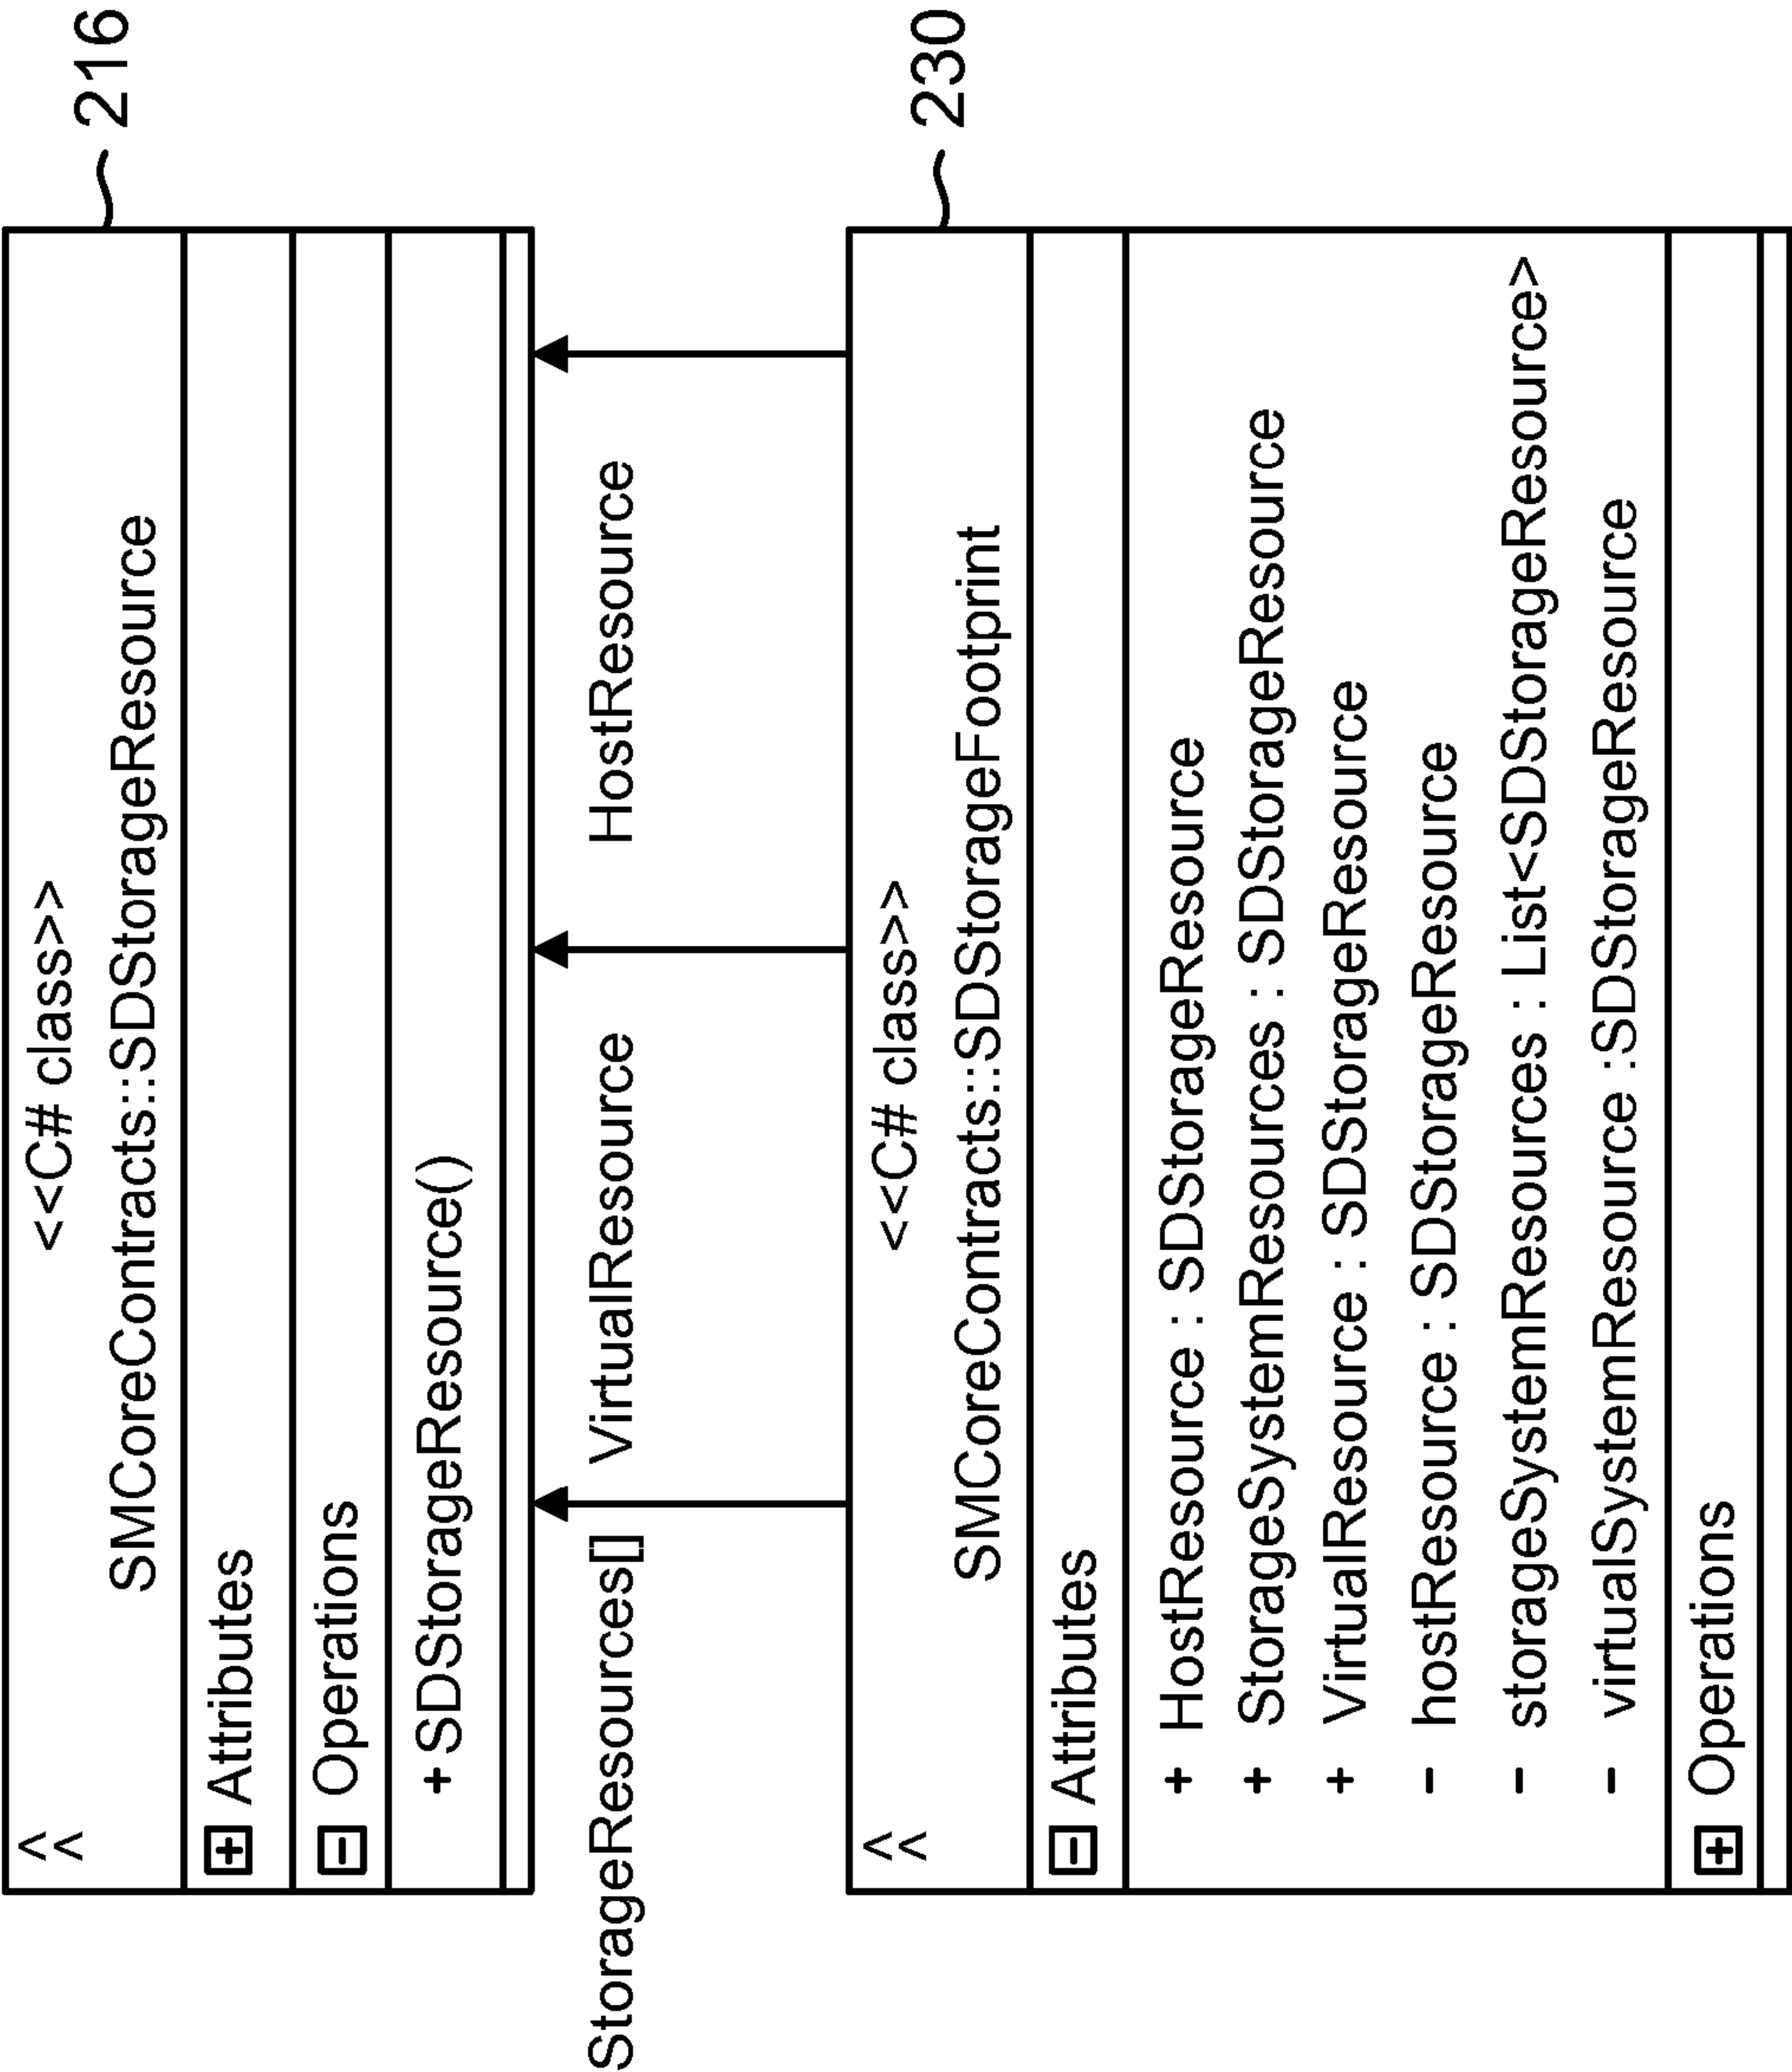 <<C# class>>
SMCoreContracts::SDStorageResource
216
+ Attributes
- Operations
+ SDStorageResource()
StorageResources[]
VirtualResource
HostResource
<<C# class>>
SMCoreContracts::SDStorageFootprint
230
- Attributes
+ HostResource : SDStorageResource
+ StorageSystemResources : SDStorageResource
+ VirtualResource : SDStorageResource
- hostResource : SDStorageResource
- storageSystemResources : List<SDStorageResource>
- virtualSystemResource :SDStorageResource
+ Operations